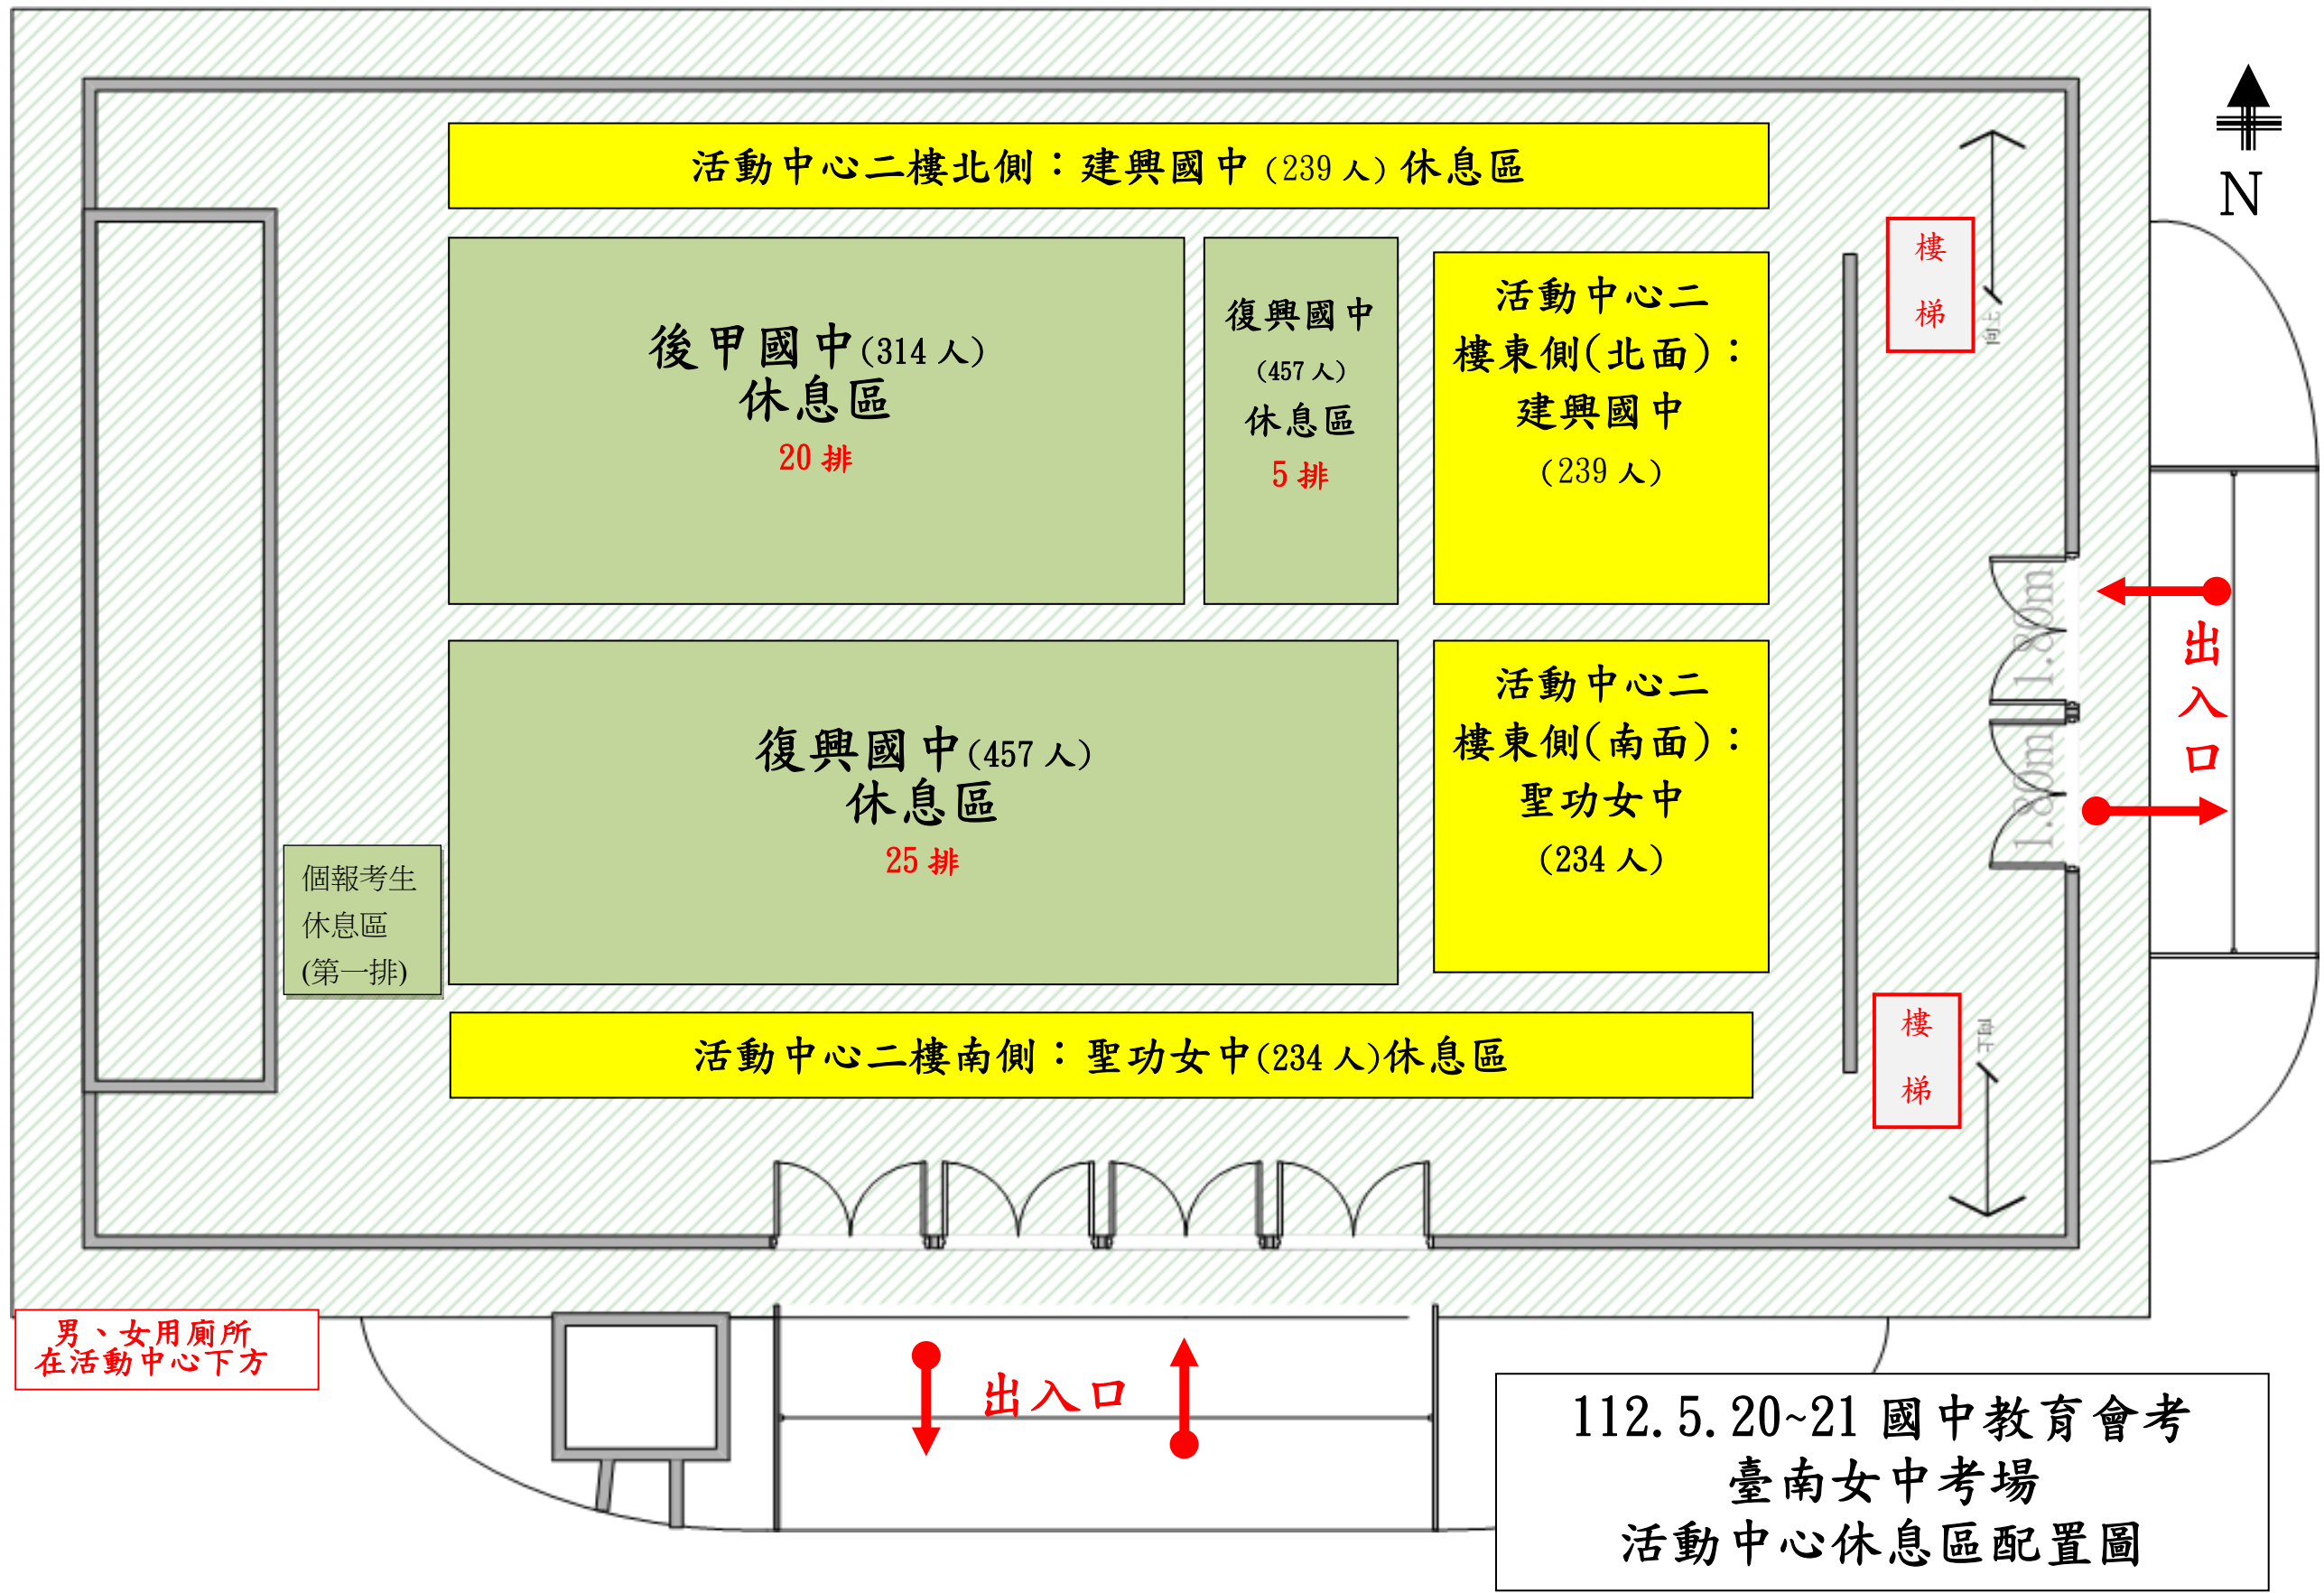 活動中心二樓北側：建興國中(239人)休息區
N
樓
梯
向上
後甲國中(314人)
休息區
20排
復興國中
(457人)
休息區
5排
活動中心二
樓東側(北面)：
建興國中
(239人)
1.80m
1.80m
出
入
口
復興國中(457人)
休息區
25排
活動中心二
樓東側(南面)：
聖功女中
(234人)
個報考生
休息區
(第一排)
活動中心二樓南側：聖功女中(234人)休息區
樓
梯
向上
男、女用廁所
在活動中心下方
出入口
112.5.20~21國中教育會考
臺南女中考場
活動中心休息區配置圖